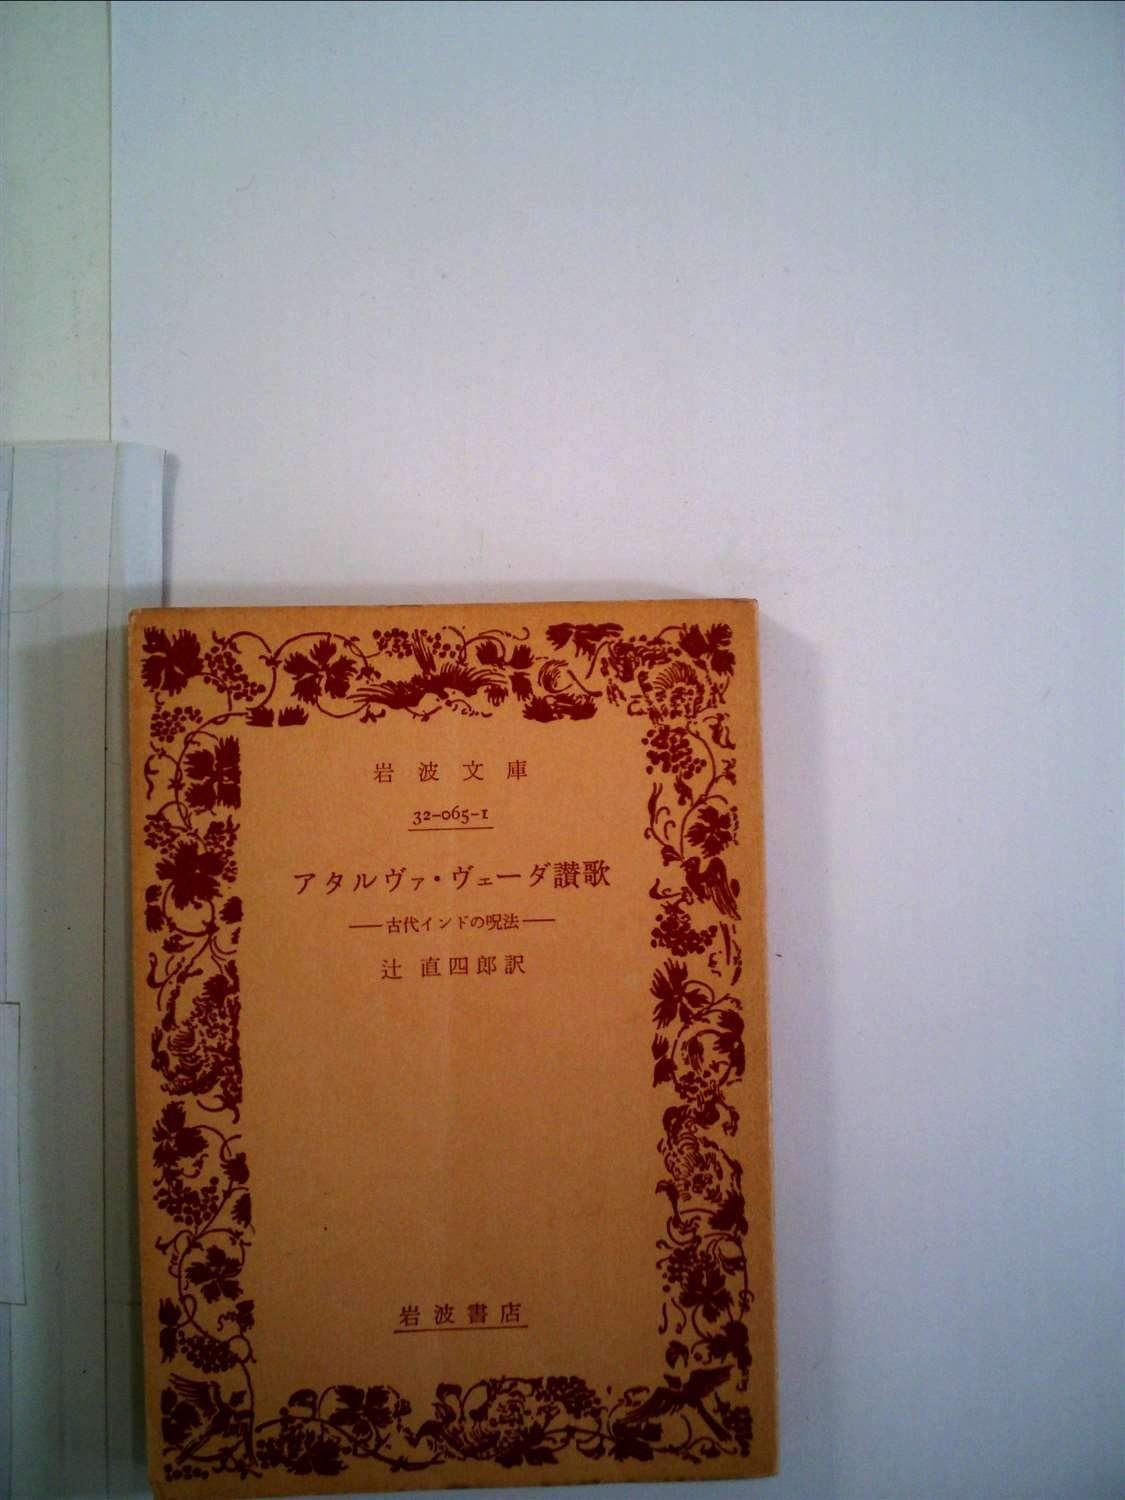 岩波文庫
32-065-1
アタルヴァ・ヴェーダ讃歌
——古代インドの呪法——
辻 直四郎訳
岩波書店